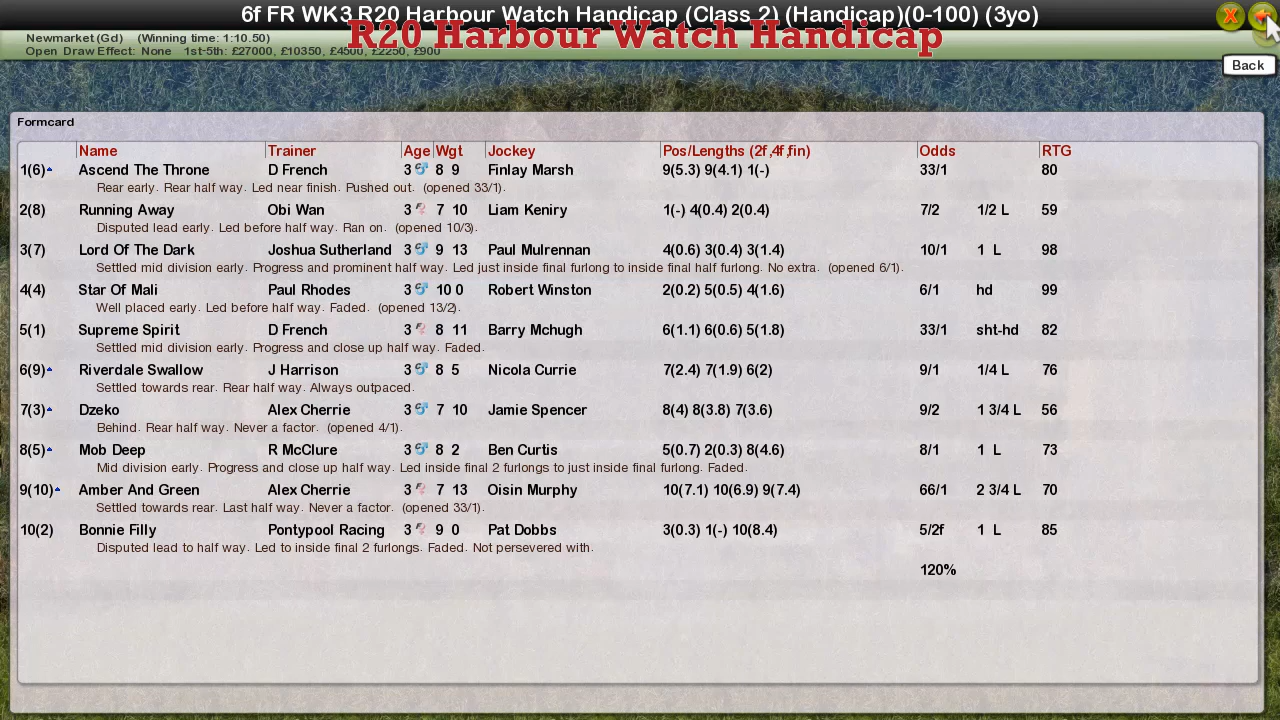 6f FR WK3 R20 Harbour Watch Handicap (Class 2) (Handicap)(0-100) (3yo)
R20 Harbour Watch Handicap
Newmarket (Gd) (Winning time: 1:10.50)
Open Draw Effect: None 1st-5th: £27000, £10350, £4500, £2250, £900
X
Back
Formcard
Name Trainer Age Wgt Jockey Pos/Lengths (2f,4f,fin) Odds RTG
1(6) Ascend The Throne D French 3 8 9 Finlay Marsh 9(5.3) 9(4.1) 1(-) 33/1 80
Rear early. Rear half way. Led near finish. Pushed out. (opened 33/1).
2(8) Running Away Obi Wan 3 7 10 Liam Keniry 1(-) 4(0.4) 2(0.4) 7/2 1/2 L 59
Disputed lead early. Led before half way. Ran on. (opened 10/3).
3(7) Lord Of The Dark Joshua Sutherland 3 9 13 Paul Mulrennan 4(0.6) 3(0.4) 3(1.4) 10/1 1 L 98
Settled mid division early. Progress and prominent half way. Led just inside final furlong to inside final half furlong. No extra. (opened 6/1).
4(4) Star Of Mali Paul Rhodes 3 10 0 Robert Winston 2(0.2) 5(0.5) 4(1.6) 6/1 hd 99
Well placed early. Led before half way. Faded. (opened 13/2).
5(1) Supreme Spirit D French 3 8 11 Barry Mchugh 6(1.1) 6(0.6) 5(1.8) 33/1 sht-hd 82
Settled mid division early. Progress and close up half way. Faded.
6(9) Riverdale Swallow J Harrison 3 8 5 Nicola Currie 7(2.4) 7(1.9) 6(2) 9/1 1/4 L 76
Settled towards rear. Rear half way. Always outpaced.
7(3) Dzeko Alex Cherrie 3 7 10 Jamie Spencer 8(4) 8(3.8) 7(3.6) 9/2 1 3/4 L 56
Behind. Rear half way. Never a factor. (opened 4/1).
8(5) Mob Deep R McClure 3 8 2 Ben Curtis 5(0.7) 2(0.3) 8(4.6) 8/1 1 L 73
Mid division early. Progress and close up half way. Led inside final 2 furlongs to just inside final furlong. Faded.
9(10) Amber And Green Alex Cherrie 3 7 13 Oisin Murphy 10(7.1) 10(6.9) 9(7.4) 66/1 2 3/4 L 70
Settled towards rear. Last half way. Never a factor. (opened 33/1).
10(2) Bonnie Filly Pontypool Racing 3 9 0 Pat Dobbs 3(0.3) 1(-) 10(8.4) 5/2f 1 L 85
Disputed lead to half way. Led to inside final 2 furlongs. Faded. Not persevered with.
120%